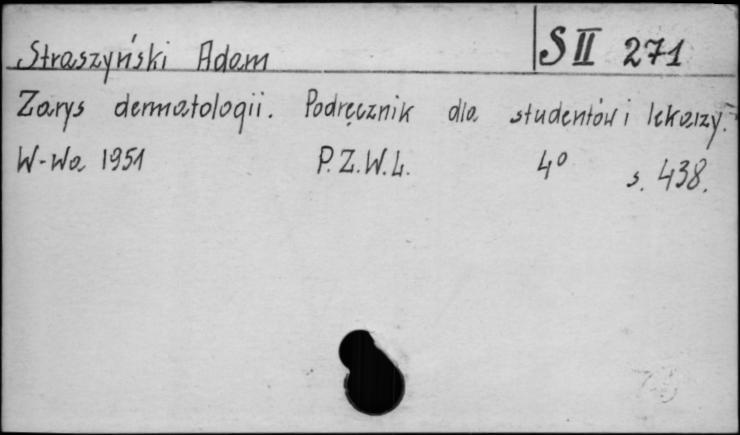 Straszyński Adam S II 271
Zarys dermatologii. Podręcznik dla studentów i lekarzy.
W-wa 1951 P.Z.W.L. 4° s. 438.